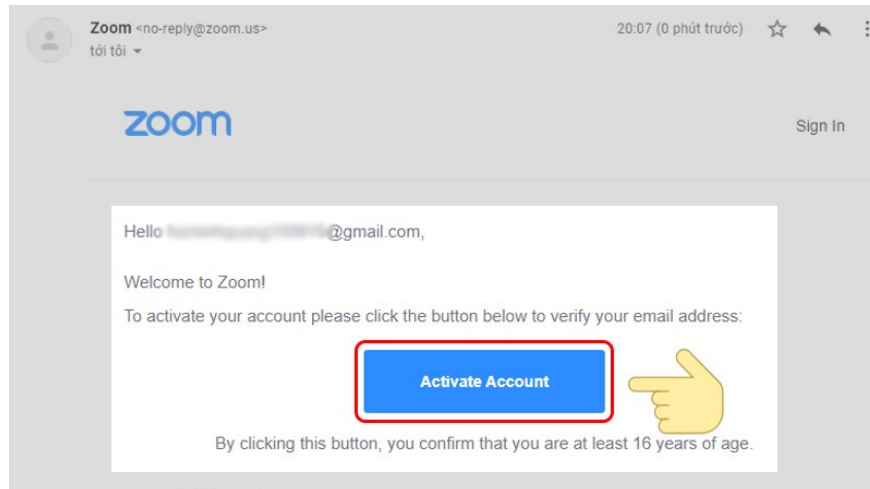 Zoom <no-reply@zoom.us>
20:07 (0 phút trước)
tới tôi
zoom
Sign In
Hello @gmail.com,
Welcome to Zoom!
To activate your account please click the button below to verify your email address:
Activate Account
By clicking this button, you confirm that you are at least 16 years of age.